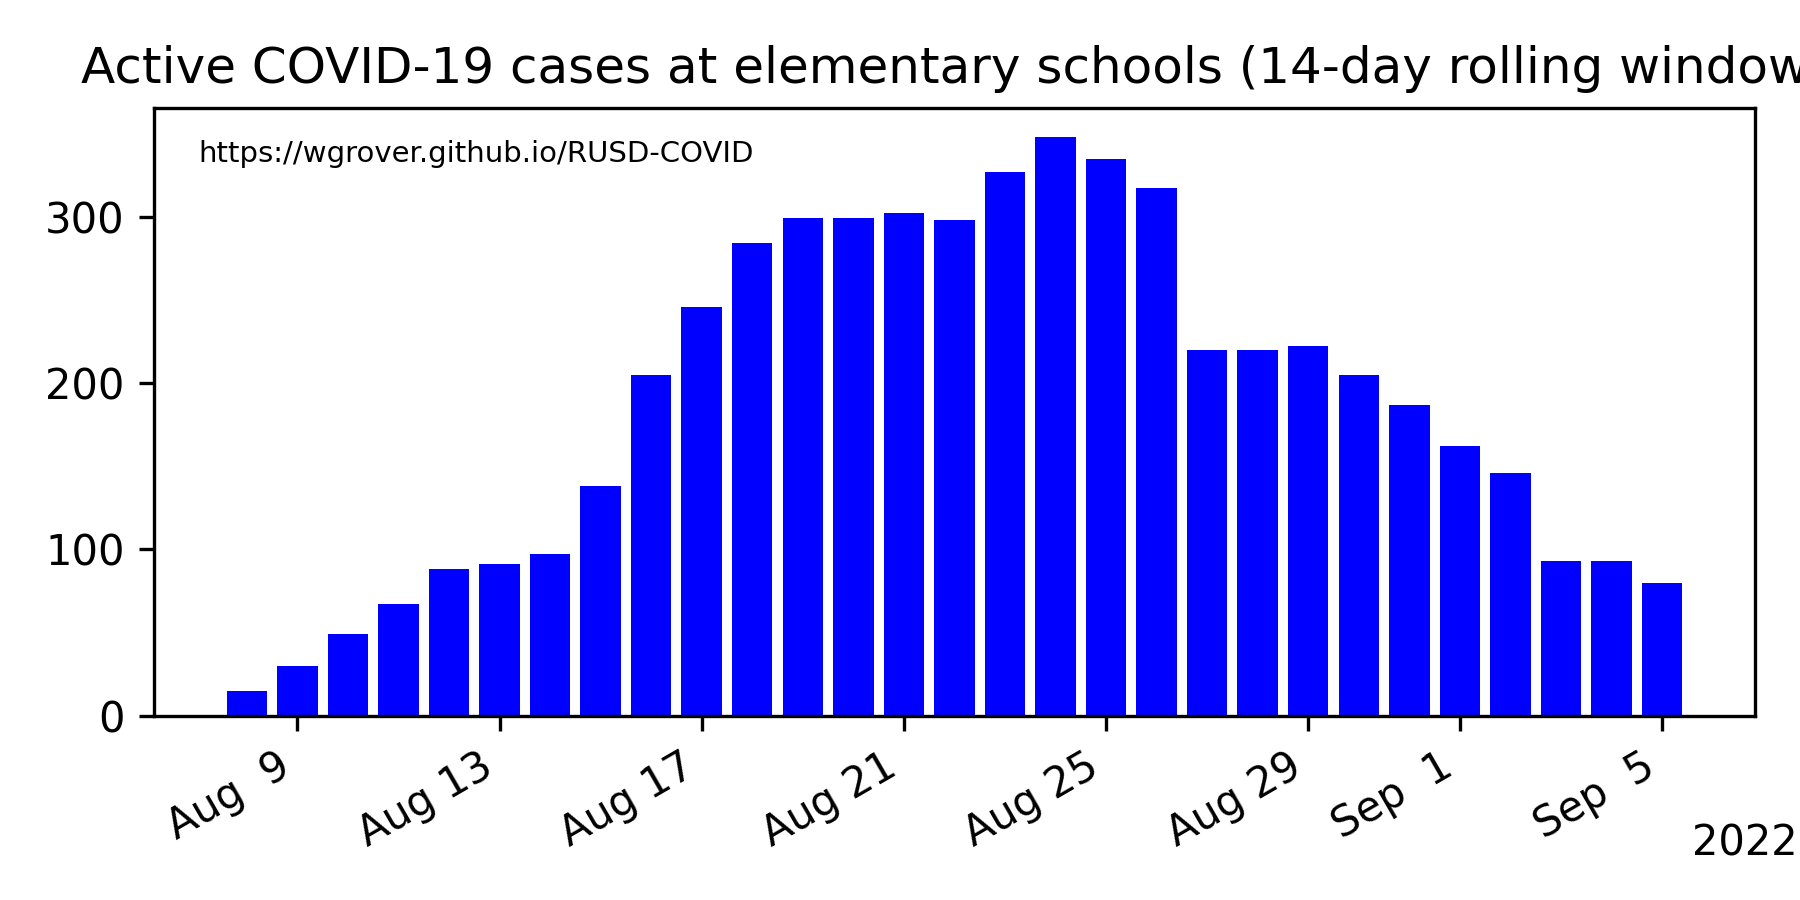 Active COVID-19 cases at elementary schools (14-day rolling window
https://wgrover.github.io/RUSD-COVID
300
200
100
0
Aug 9
Aug 13
Aug 17
Aug 21
Aug 25
Aug 29
Sep 1
Sep 5
2022